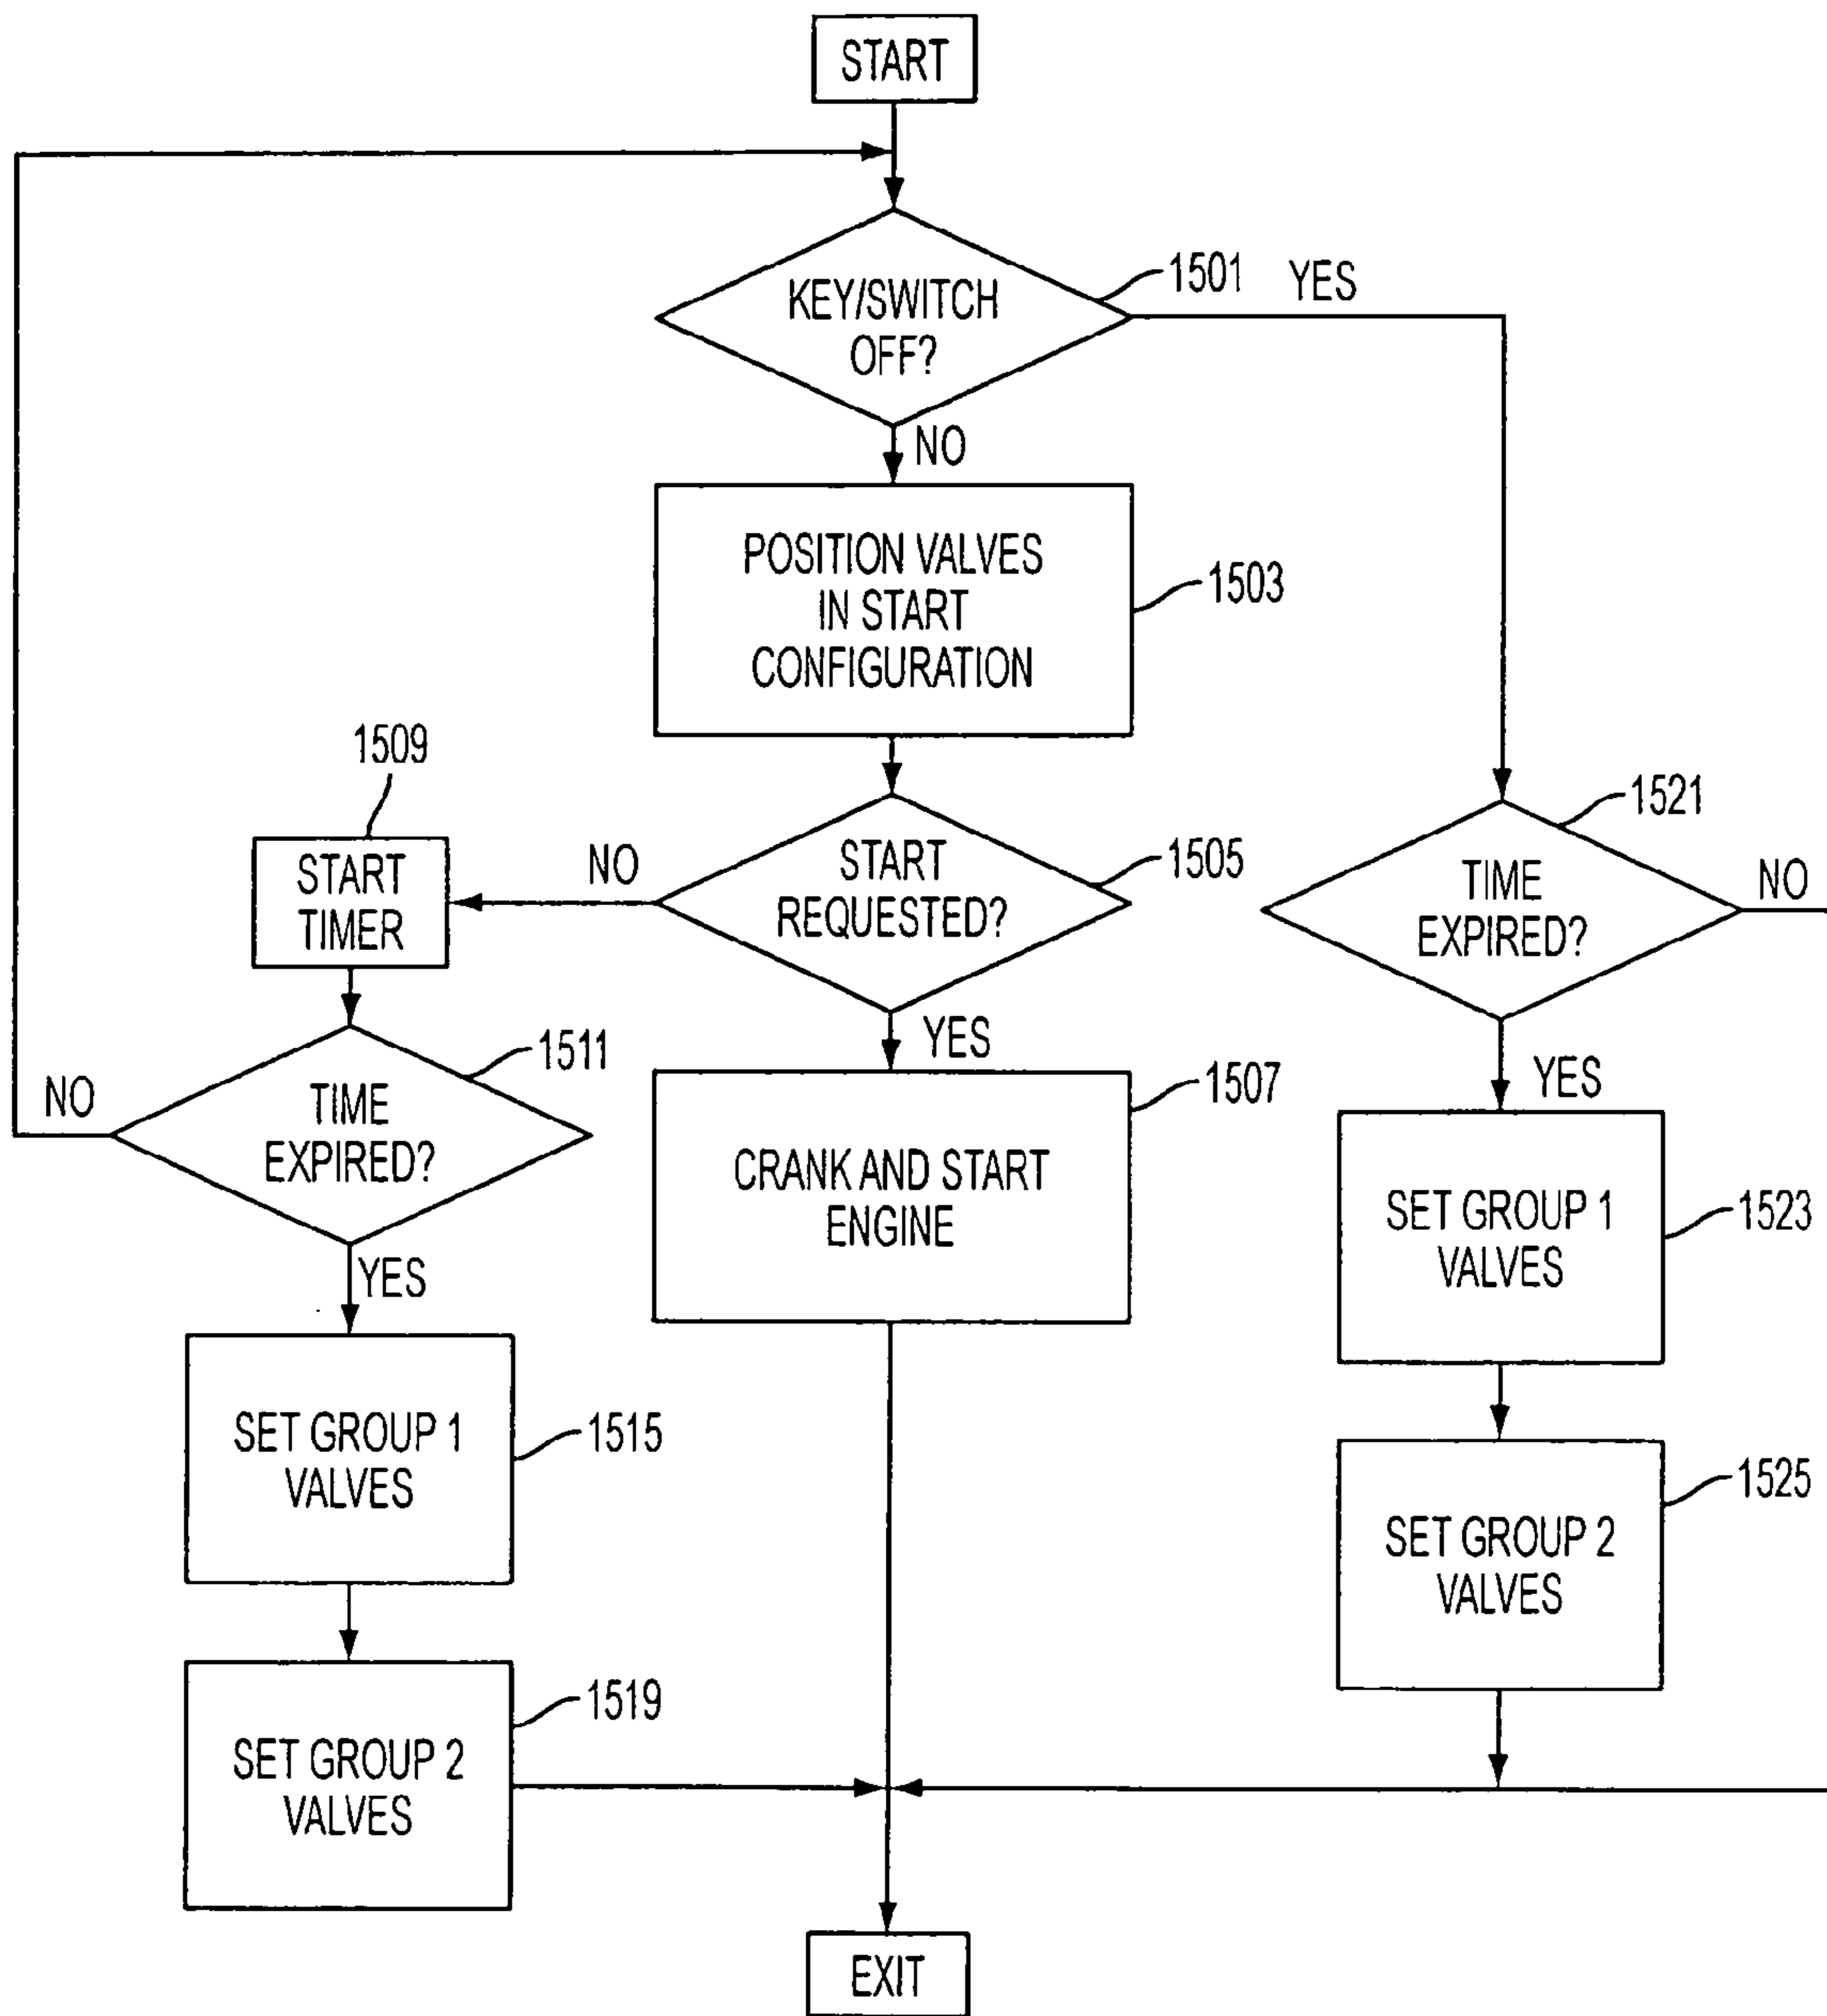 START
KEY/SWITCH
OFF?
1501
YES
NO
POSITION VALVES
IN START
CONFIGURATION
1503
START
REQUESTED?
1505
NO
YES
1509
START
TIMER
1521
TIME
EXPIRED?
NO
YES
1511
TIME
EXPIRED?
NO
YES
CRANK AND START
ENGINE
1507
SET GROUP 1
VALVES
1523
SET GROUP 1
VALVES
1515
SET GROUP 2
VALVES
1525
SET GROUP 2
VALVES
1519
EXIT